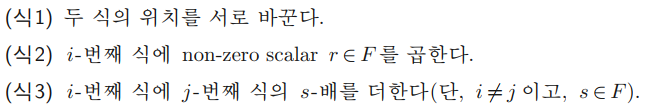 (식1) 두 식의 위치를 서로 바꾼다.
(식2) i-번째 식에 non-zero scalar r ∈ F를 곱한다.
(식3) i-번째 식에 j-번째 식의 s-배를 더한다(단, i ≠ j 이고, s ∈ F).